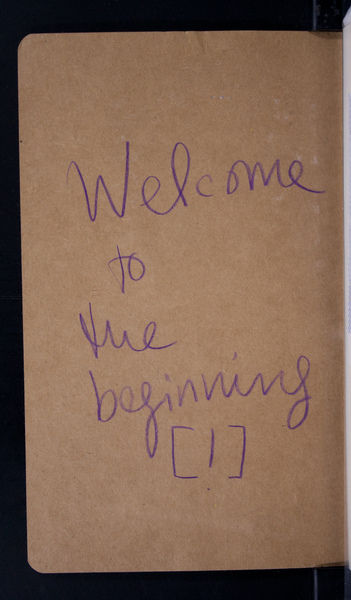 Welcome
to
the
beginning
[1]